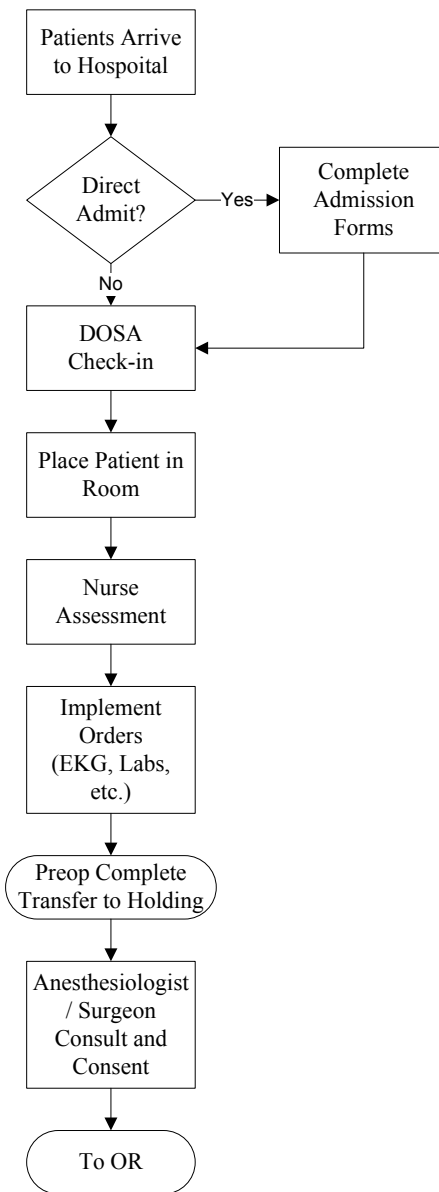 Patients Arrive
to Hospoital
Direct
Admit?
Yes
Complete
Admission
Forms
No
DOSA
Check-in
Place Patient in
Room
Nurse
Assessment
Implement
Orders
(EKG, Labs,
etc.)
Preop Complete
Transfer to Holding
Anesthesiologist
/ Surgeon
Consult and
Consent
To OR